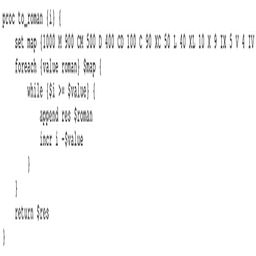 proc to_roman {i} {
    set map {1000 M 900 CM 500 D 400 CD 100 C 90 XC 50 L 40 XL 10 X 9 IX 5 V 4 IV
    foreach {value roman} $map {
        while {$i >= $value} {
            append res $roman
            incr i -$value
        }
    }
    return $res
}